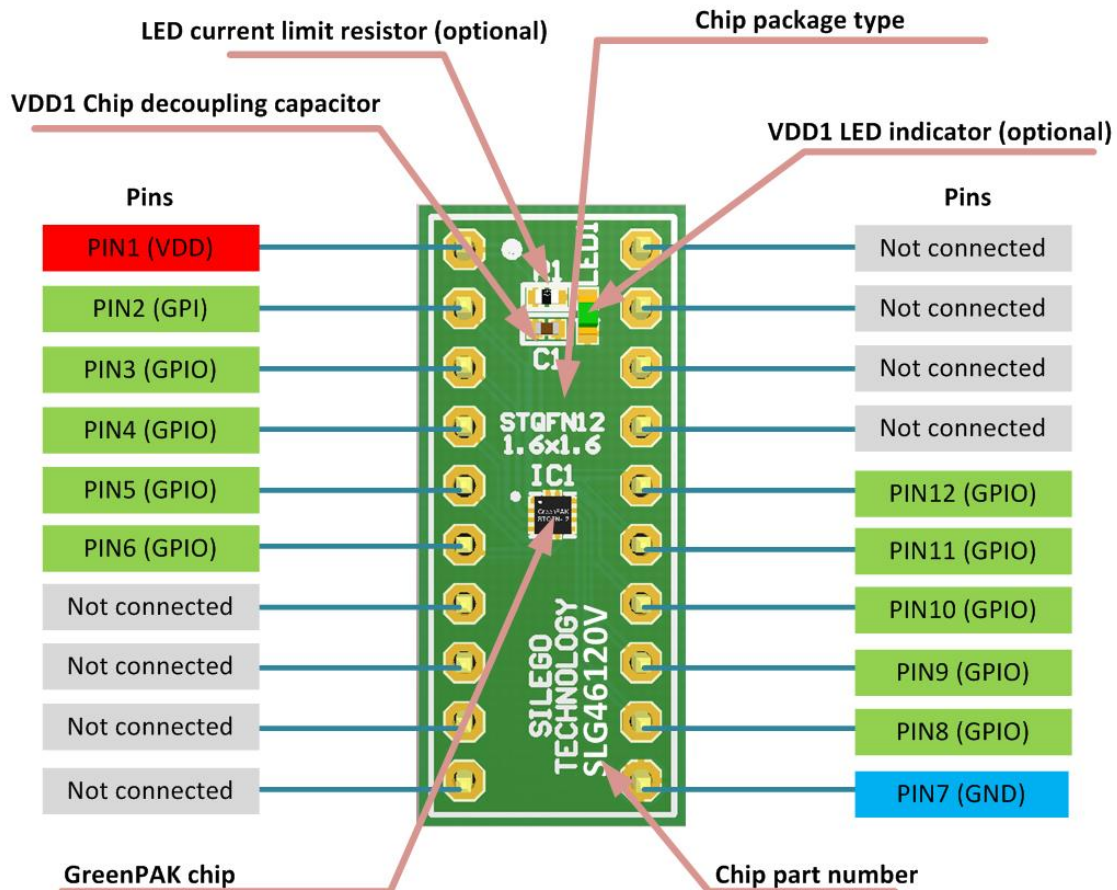 LED current limit resistor (optional)
Chip package type
VDD1 Chip decoupling capacitor
VDD1 LED indicator (optional)
Pins
Pins
PIN1 (VDD)
PIN2 (GPI)
PIN3 (GPIO)
PIN4 (GPIO)
PIN5 (GPIO)
PIN6 (GPIO)
Not connected
Not connected
Not connected
Not connected
LED1
C1
STQFN12
1.6x1.6
IC1
GreenPAK
SILEGO
TECHNOLOGY
SLG46120V
Not connected
Not connected
Not connected
Not connected
PIN12 (GPIO)
PIN11 (GPIO)
PIN10 (GPIO)
PIN9 (GPIO)
PIN8 (GPIO)
PIN7 (GND)
GreenPAK chip
Chip part number